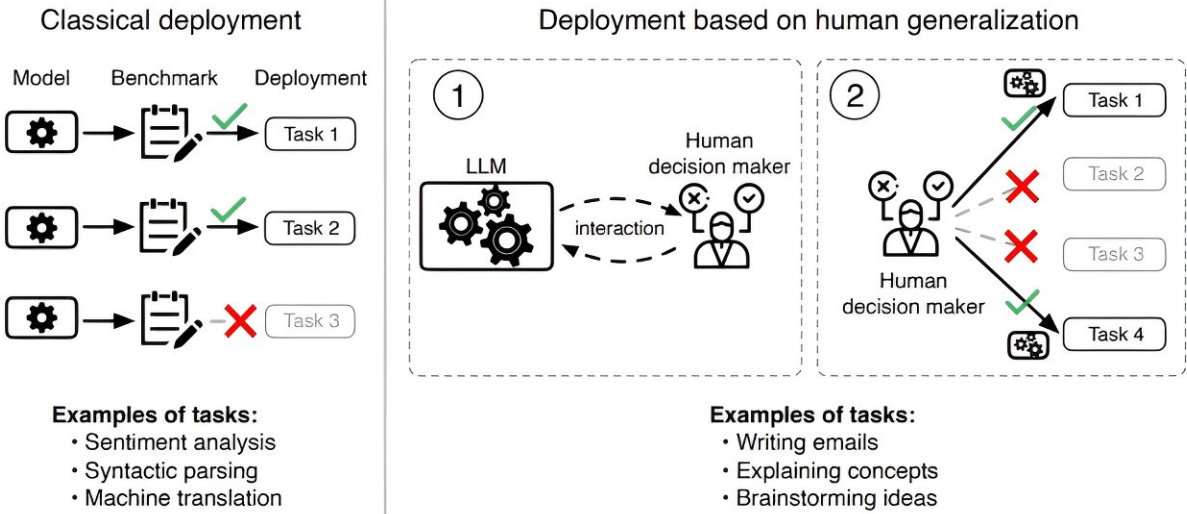 Classical deployment
Model
Benchmark
Deployment
Task 1
Task 2
Task 3
Examples of tasks:
• Sentiment analysis
• Syntactic parsing
• Machine translation
Deployment based on human generalization
1
LLM
interaction
Human
decision maker
2
Human
decision maker
Task 1
Task 2
Task 3
Task 4
Examples of tasks:
• Writing emails
• Explaining concepts
• Brainstorming ideas